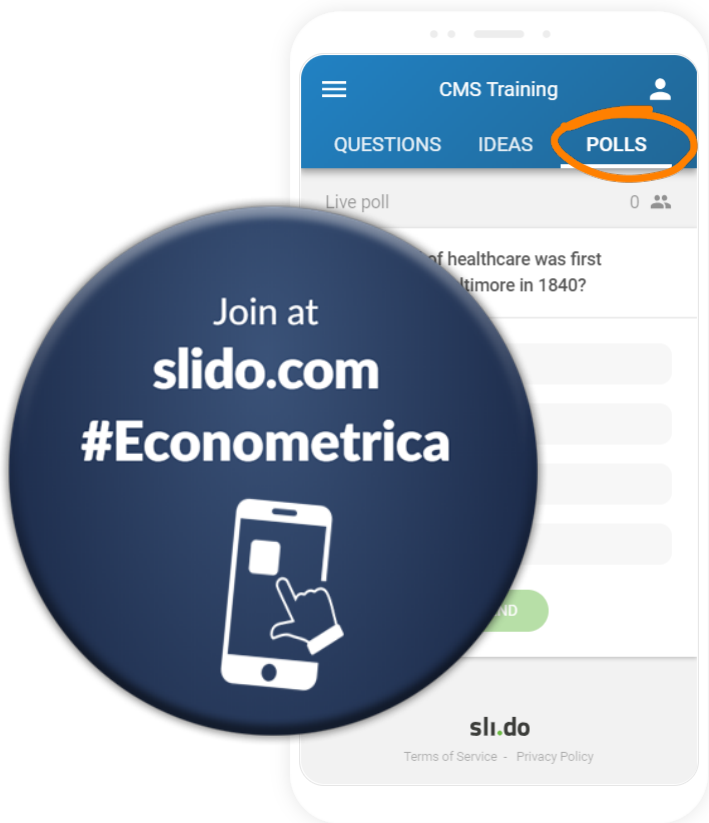 CMS Training
QUESTIONS IDEAS POLLS
Live poll 0
of healthcare was first
in 1840?
Join at
slido.com
#Econometrica
sli.do
Terms of Service - Privacy Policy